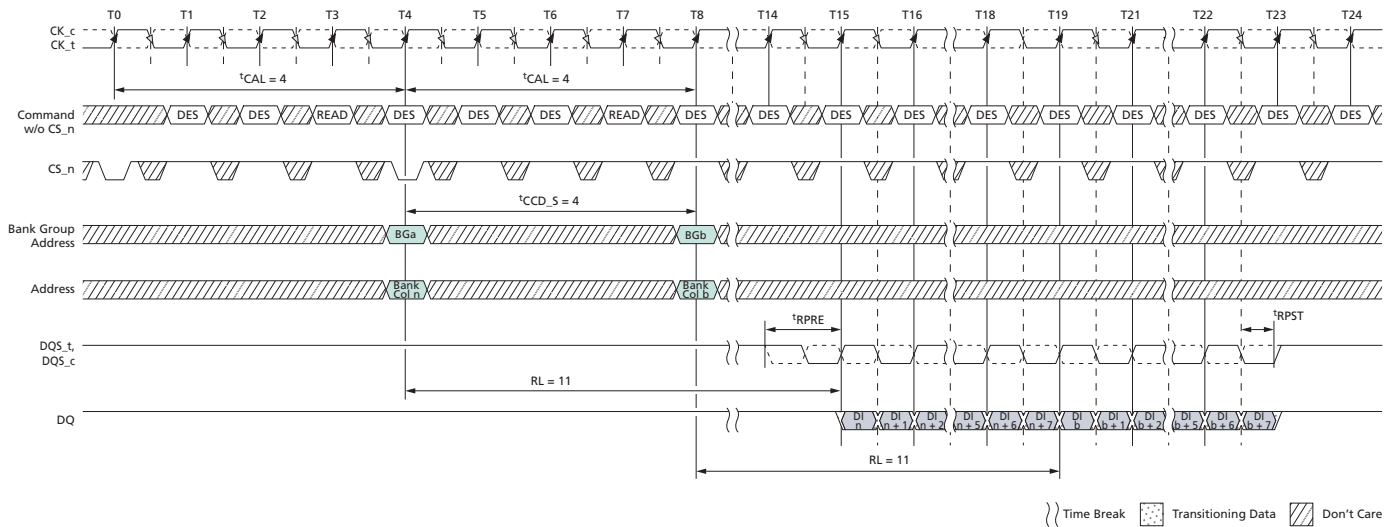 T0 T1 T2 T3 T4 T5 T6 T7 T8 T14 T15 T16 T18 T19 T21 T22 T23 T24
CK_c
CK_t
tCAL = 4 tCAL = 4
Command
w/o CS_n
DES DES READ DES DES DES READ DES DES DES DES DES DES DES DES DES DES
CS_n
tCCD_S = 4
Bank Group
Address
BGa BGb
Address
Bank
Col n
Bank
Col b
tRPRE tRPST
DQS_t,
DQS_c
RL = 11
DQ
DI
n
DI
n + 1
DI
n + 2
DI
n + 5
DI
n + 6
DI
n + 7
DI
b
DI
b + 1
DI
b + 2
DI
b + 5
DI
b + 6
DI
b + 7
RL = 11
Time Break Transitioning Data Don't Care